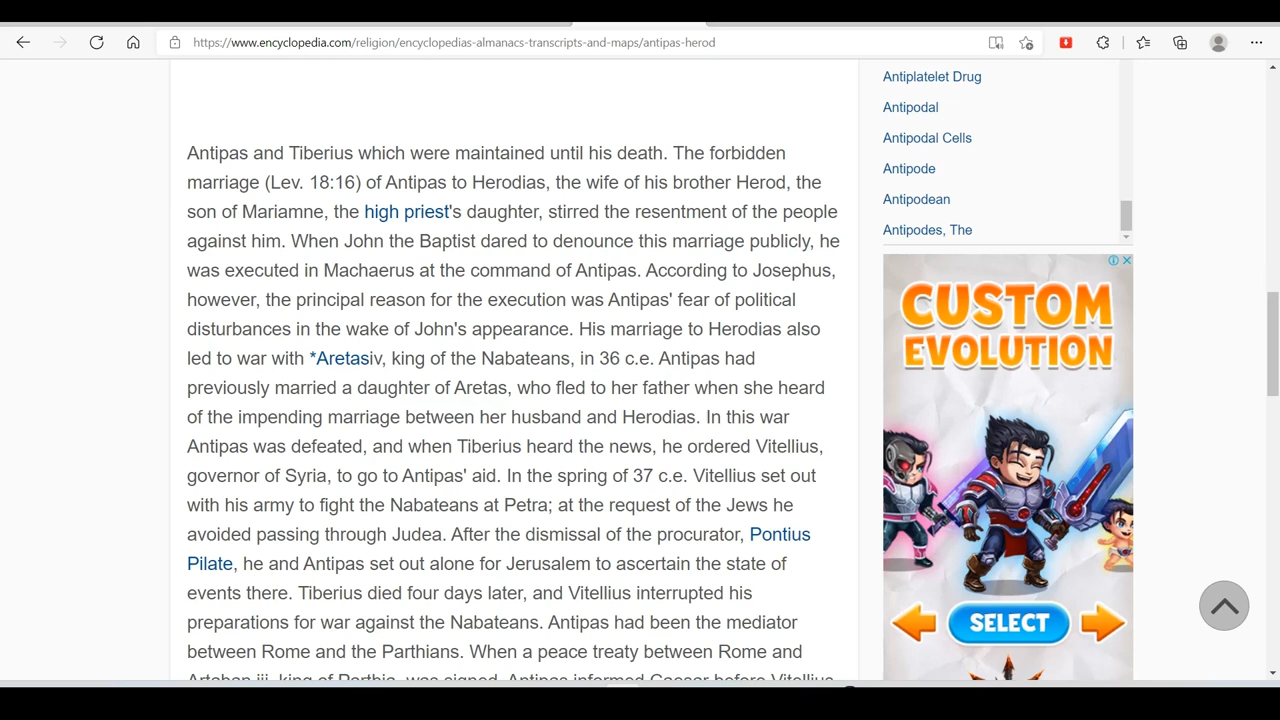 https://www.encyclopedia.com/religion/encyclopedias-almanacs-transcripts-and-maps/antipas-herod
Antipas and Tiberius which were maintained until his death. The forbidden
marriage (Lev. 18:16) of Antipas to Herodias, the wife of his brother Herod, the
son of Mariamne, the high priest's daughter, stirred the resentment of the people
against him. When John the Baptist dared to denounce this marriage publicly, he
was executed in Machaerus at the command of Antipas. According to Josephus,
however, the principal reason for the execution was Antipas' fear of political
disturbances in the wake of John's appearance. His marriage to Herodias also
led to war with *Aretasiv, king of the Nabateans, in 36 c.e. Antipas had
previously married a daughter of Aretas, who fled to her father when she heard
of the impending marriage between her husband and Herodias. In this war
Antipas was defeated, and when Tiberius heard the news, he ordered Vitellius,
governor of Syria, to go to Antipas' aid. In the spring of 37 c.e. Vitellius set out
with his army to fight the Nabateans at Petra; at the request of the Jews he
avoided passing through Judea. After the dismissal of the procurator, Pontius
Pilate, he and Antipas set out alone for Jerusalem to ascertain the state of
events there. Tiberius died four days later, and Vitellius interrupted his
preparations for war against the Nabateans. Antipas had been the mediator
between Rome and the Parthians. When a peace treaty between Rome and
Artaban iii, king of Parthia, was signed, Antipas informed Caesar before Vitellius
Antiplatelet Drug
Antipodal
Antipodal Cells
Antipode
Antipodean
Antipodes, The
CUSTOM
EVOLUTION
SELECT